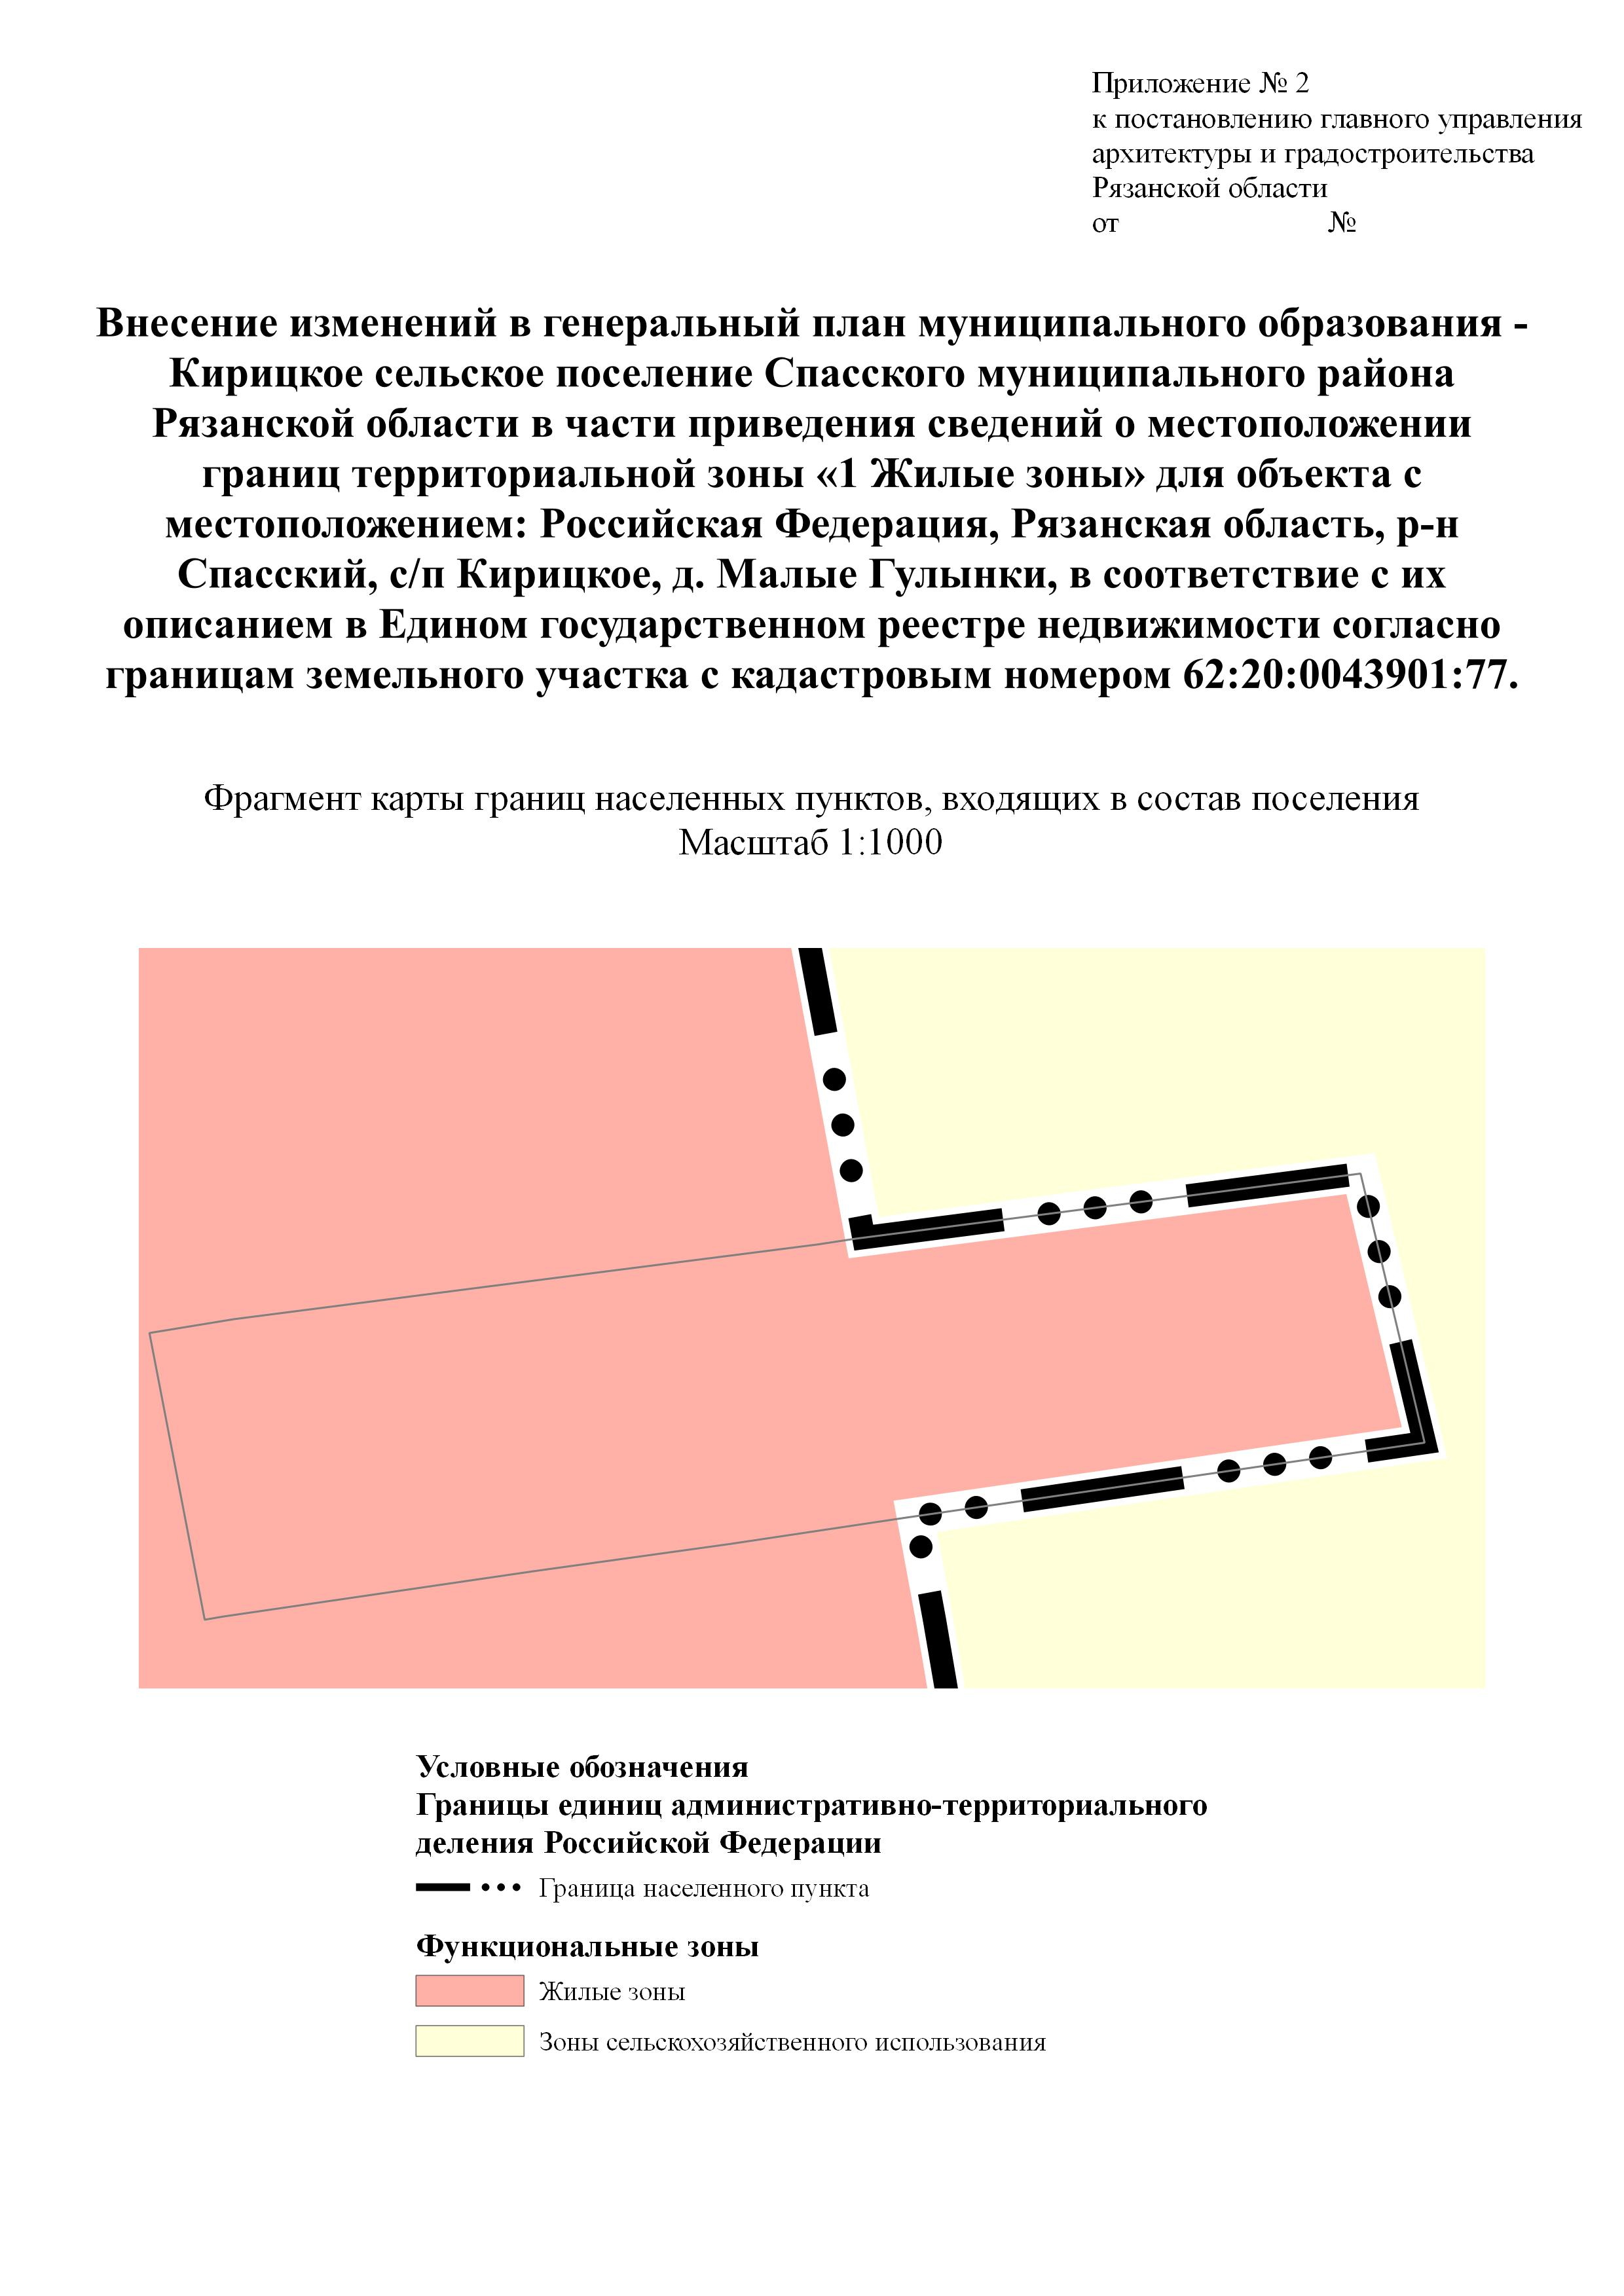 Приложение № 2
к постановлению главного управления
архитектуры и градостроительства
Рязанской области
от №
Внесение изменений в генеральный план муниципального образования -
Кирицкое сельское поселение Спасского муниципального района
Рязанской области в части приведения сведений о местоположении
границ территориальной зоны «1 Жилые зоны» для объекта с
местоположением: Российская Федерация, Рязанская область, р-н
Спасский, с/п Кирицкое, д. Малые Гулынки, в соответствие с их
описанием в Едином государственном реестре недвижимости согласно
границам земельного участка с кадастровым номером 62:20:0043901:77.
Фрагмент карты границ населенных пунктов, входящих в состав поселения
Масштаб 1:1000
Условные обозначения
Границы единиц административно-территориального
деления Российской Федерации
Граница населенного пункта
Функциональные зоны
Жилые зоны
Зоны сельскохозяйственного использования